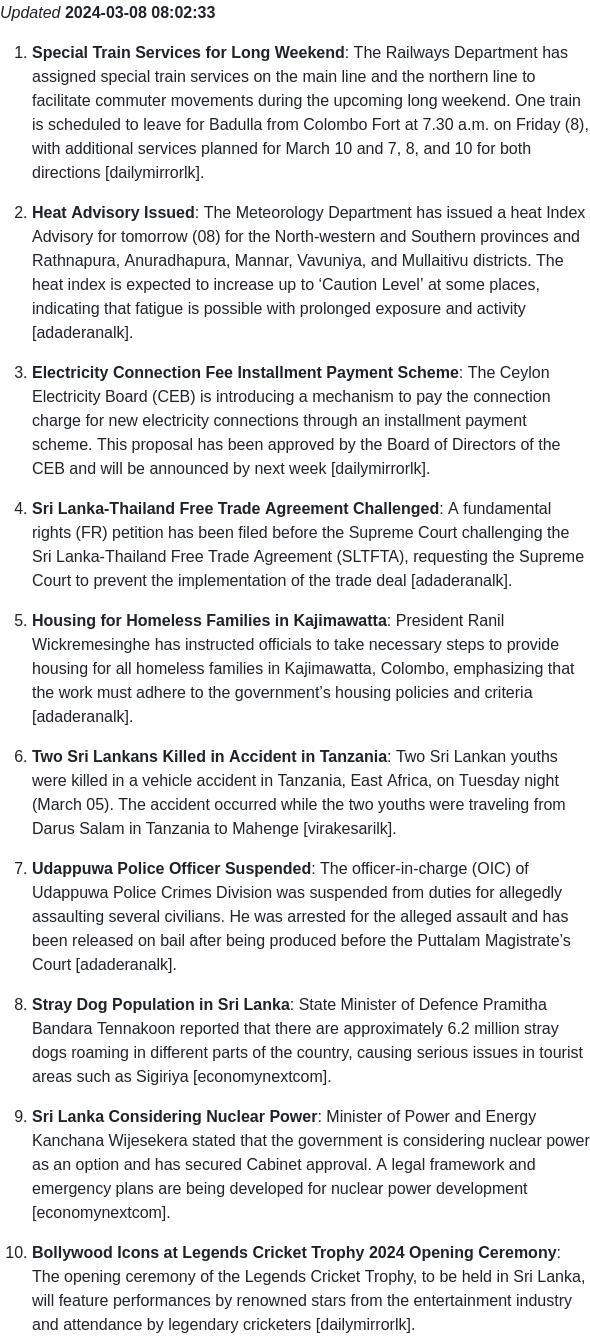 Updated 2024-03-08 08:02:33
1. Special Train Services for Long Weekend: The Railways Department has
assigned special train services on the main line and the northern line to
facilitate commuter movements during the upcoming long weekend. One train
is scheduled to leave for Badulla from Colombo Fort at 7.30 a.m. on Friday (8),
with additional services planned for March 10 and 7, 8, and 10 for both
directions [dailymirrorlk].
2. Heat Advisory Issued: The Meteorology Department has issued a heat Index
Advisory for tomorrow (08) for the North-western and Southern provinces and
Rathnapura, Anuradhapura, Mannar, Vavuniya, and Mullaitivu districts. The
heat index is expected to increase up to ‘Caution Level’ at some places,
indicating that fatigue is possible with prolonged exposure and activity
[adaderanalk].
3. Electricity Connection Fee Installment Payment Scheme: The Ceylon
Electricity Board (CEB) is introducing a mechanism to pay the connection
charge for new electricity connections through an installment payment
scheme. This proposal has been approved by the Board of Directors of the
CEB and will be announced by next week [dailymirrorlk].
4. Sri Lanka-Thailand Free Trade Agreement Challenged: A fundamental
rights (FR) petition has been filed before the Supreme Court challenging the
Sri Lanka-Thailand Free Trade Agreement (SLTFTA), requesting the Supreme
Court to prevent the implementation of the trade deal [adaderanalk].
5. Housing for Homeless Families in Kajimawatta: President Ranil
Wickremesinghe has instructed officials to take necessary steps to provide
housing for all homeless families in Kajimawatta, Colombo, emphasizing that
the work must adhere to the government’s housing policies and criteria
[adaderanalk].
6. Two Sri Lankans Killed in Accident in Tanzania: Two Sri Lankan youths
were killed in a vehicle accident in Tanzania, East Africa, on Tuesday night
(March 05). The accident occurred while the two youths were traveling from
Darus Salam in Tanzania to Mahenge [virakesarilk].
7. Udappuwa Police Officer Suspended: The officer-in-charge (OIC) of
Udappuwa Police Crimes Division was suspended from duties for allegedly
assaulting several civilians. He was arrested for the alleged assault and has
been released on bail after being produced before the Puttalam Magistrate’s
Court [adaderanalk].
8. Stray Dog Population in Sri Lanka: State Minister of Defence Pramitha
Bandara Tennakoon reported that there are approximately 6.2 million stray
dogs roaming in different parts of the country, causing serious issues in tourist
areas such as Sigiriya [economynextcom].
9. Sri Lanka Considering Nuclear Power: Minister of Power and Energy
Kanchana Wijesekera stated that the government is considering nuclear power
as an option and has secured Cabinet approval. A legal framework and
emergency plans are being developed for nuclear power development
[economynextcom].
10. Bollywood Icons at Legends Cricket Trophy 2024 Opening Ceremony:
The opening ceremony of the Legends Cricket Trophy, to be held in Sri Lanka,
will feature performances by renowned stars from the entertainment industry
and attendance by legendary cricketers [dailymirrorlk].